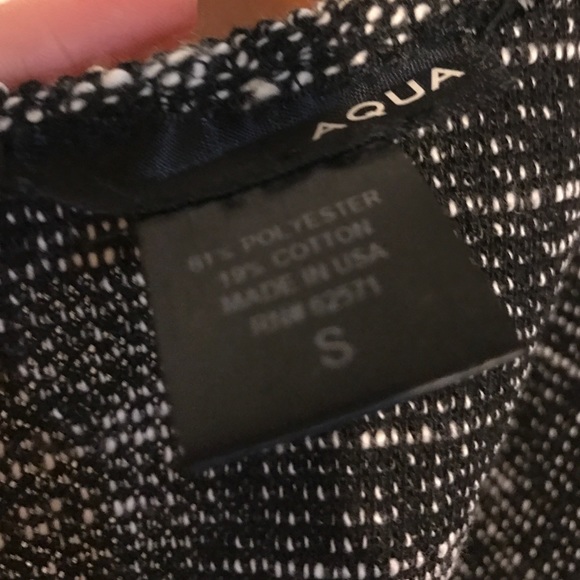 AQUA
81% POLYESTER
19% COTTON
MADE IN USA
RN# 62571
S